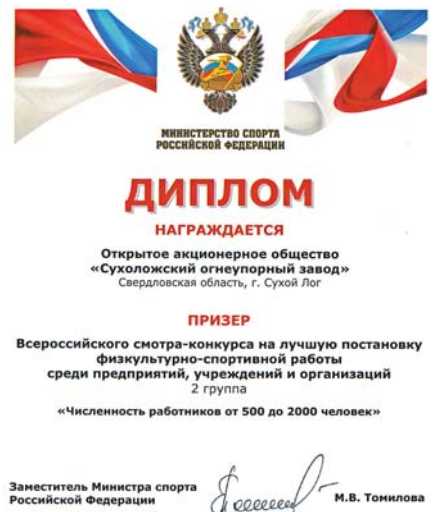 МИНИСТЕРСТВО СПОРТА
РОССИЙСКОЙ ФЕДЕРАЦИИ
ДИПЛОМ
НАГРАЖДАЕТСЯ
Открытое акционерное общество
«Сухоложский огнеупорный завод»
Свердловская область, г. Сухой Лог
ПРИЗЕР
Всероссийского смотра-конкурса на лучшую постановку
физкультурно-спортивной работы
среди предприятий, учреждений и организаций
2 группа
«Численность работников от 500 до 2000 человек»
Заместитель Министра спорта
Российской Федерации
М.В. Томилова